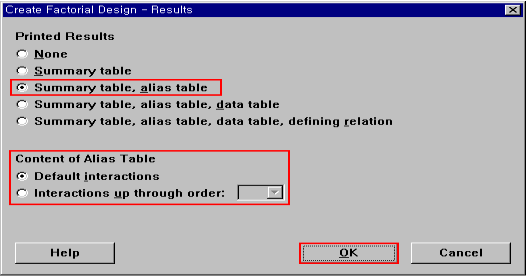 Create Factorial Design - Results
Printed Results
None
Summary table
Summary table, alias table
Summary table, alias table, data table
Summary table, alias table, data table, defining relation
Content of Alias Table
Default interactions
Interactions up through order:
Help OK Cancel